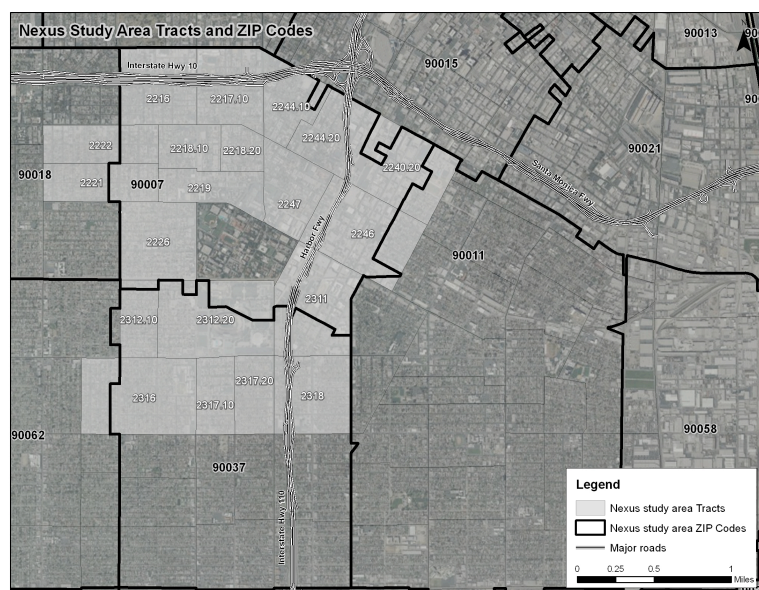 Nexus Study Area Tracts and ZIP Codes
90013
90
Interstate Hwy 10
90015
2216
2217.10
2244.10
90
2222
2218.10
2218.20
2244.20
90021
90018
2221
90007
2219
2240.20
Santa Monica Fwy
2247
2226
Harbor Fwy
2246
90011
2311
2312.10
2312.20
2316
2317.10
2317.20
2318
90062
90058
90037
Interstate Hwy 110
Legend
Nexus study area Tracts
Nexus study area ZIP Codes
Major roads
0 0.25 0.5 1
Miles